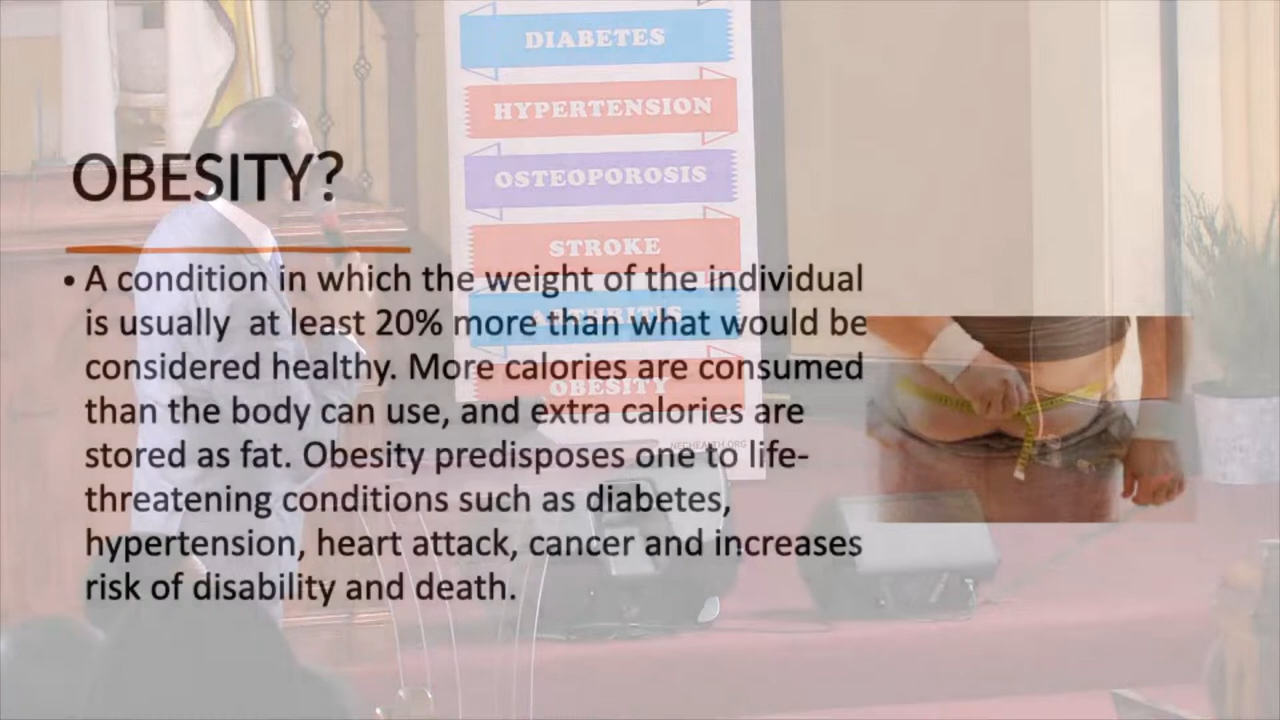 DIABETES
HYPERTENSION
OSTEOPOROSIS
STROKE
ARTHRITIS
OBESITY
NECHEALTH.ORG
OBESITY?
• A condition in which the weight of the individual
is usually at least 20% more than what would be
considered healthy. More calories are consumed
than the body can use, and extra calories are
stored as fat. Obesity predisposes one to life-
threatening conditions such as diabetes,
hypertension, heart attack, cancer and increases
risk of disability and death.